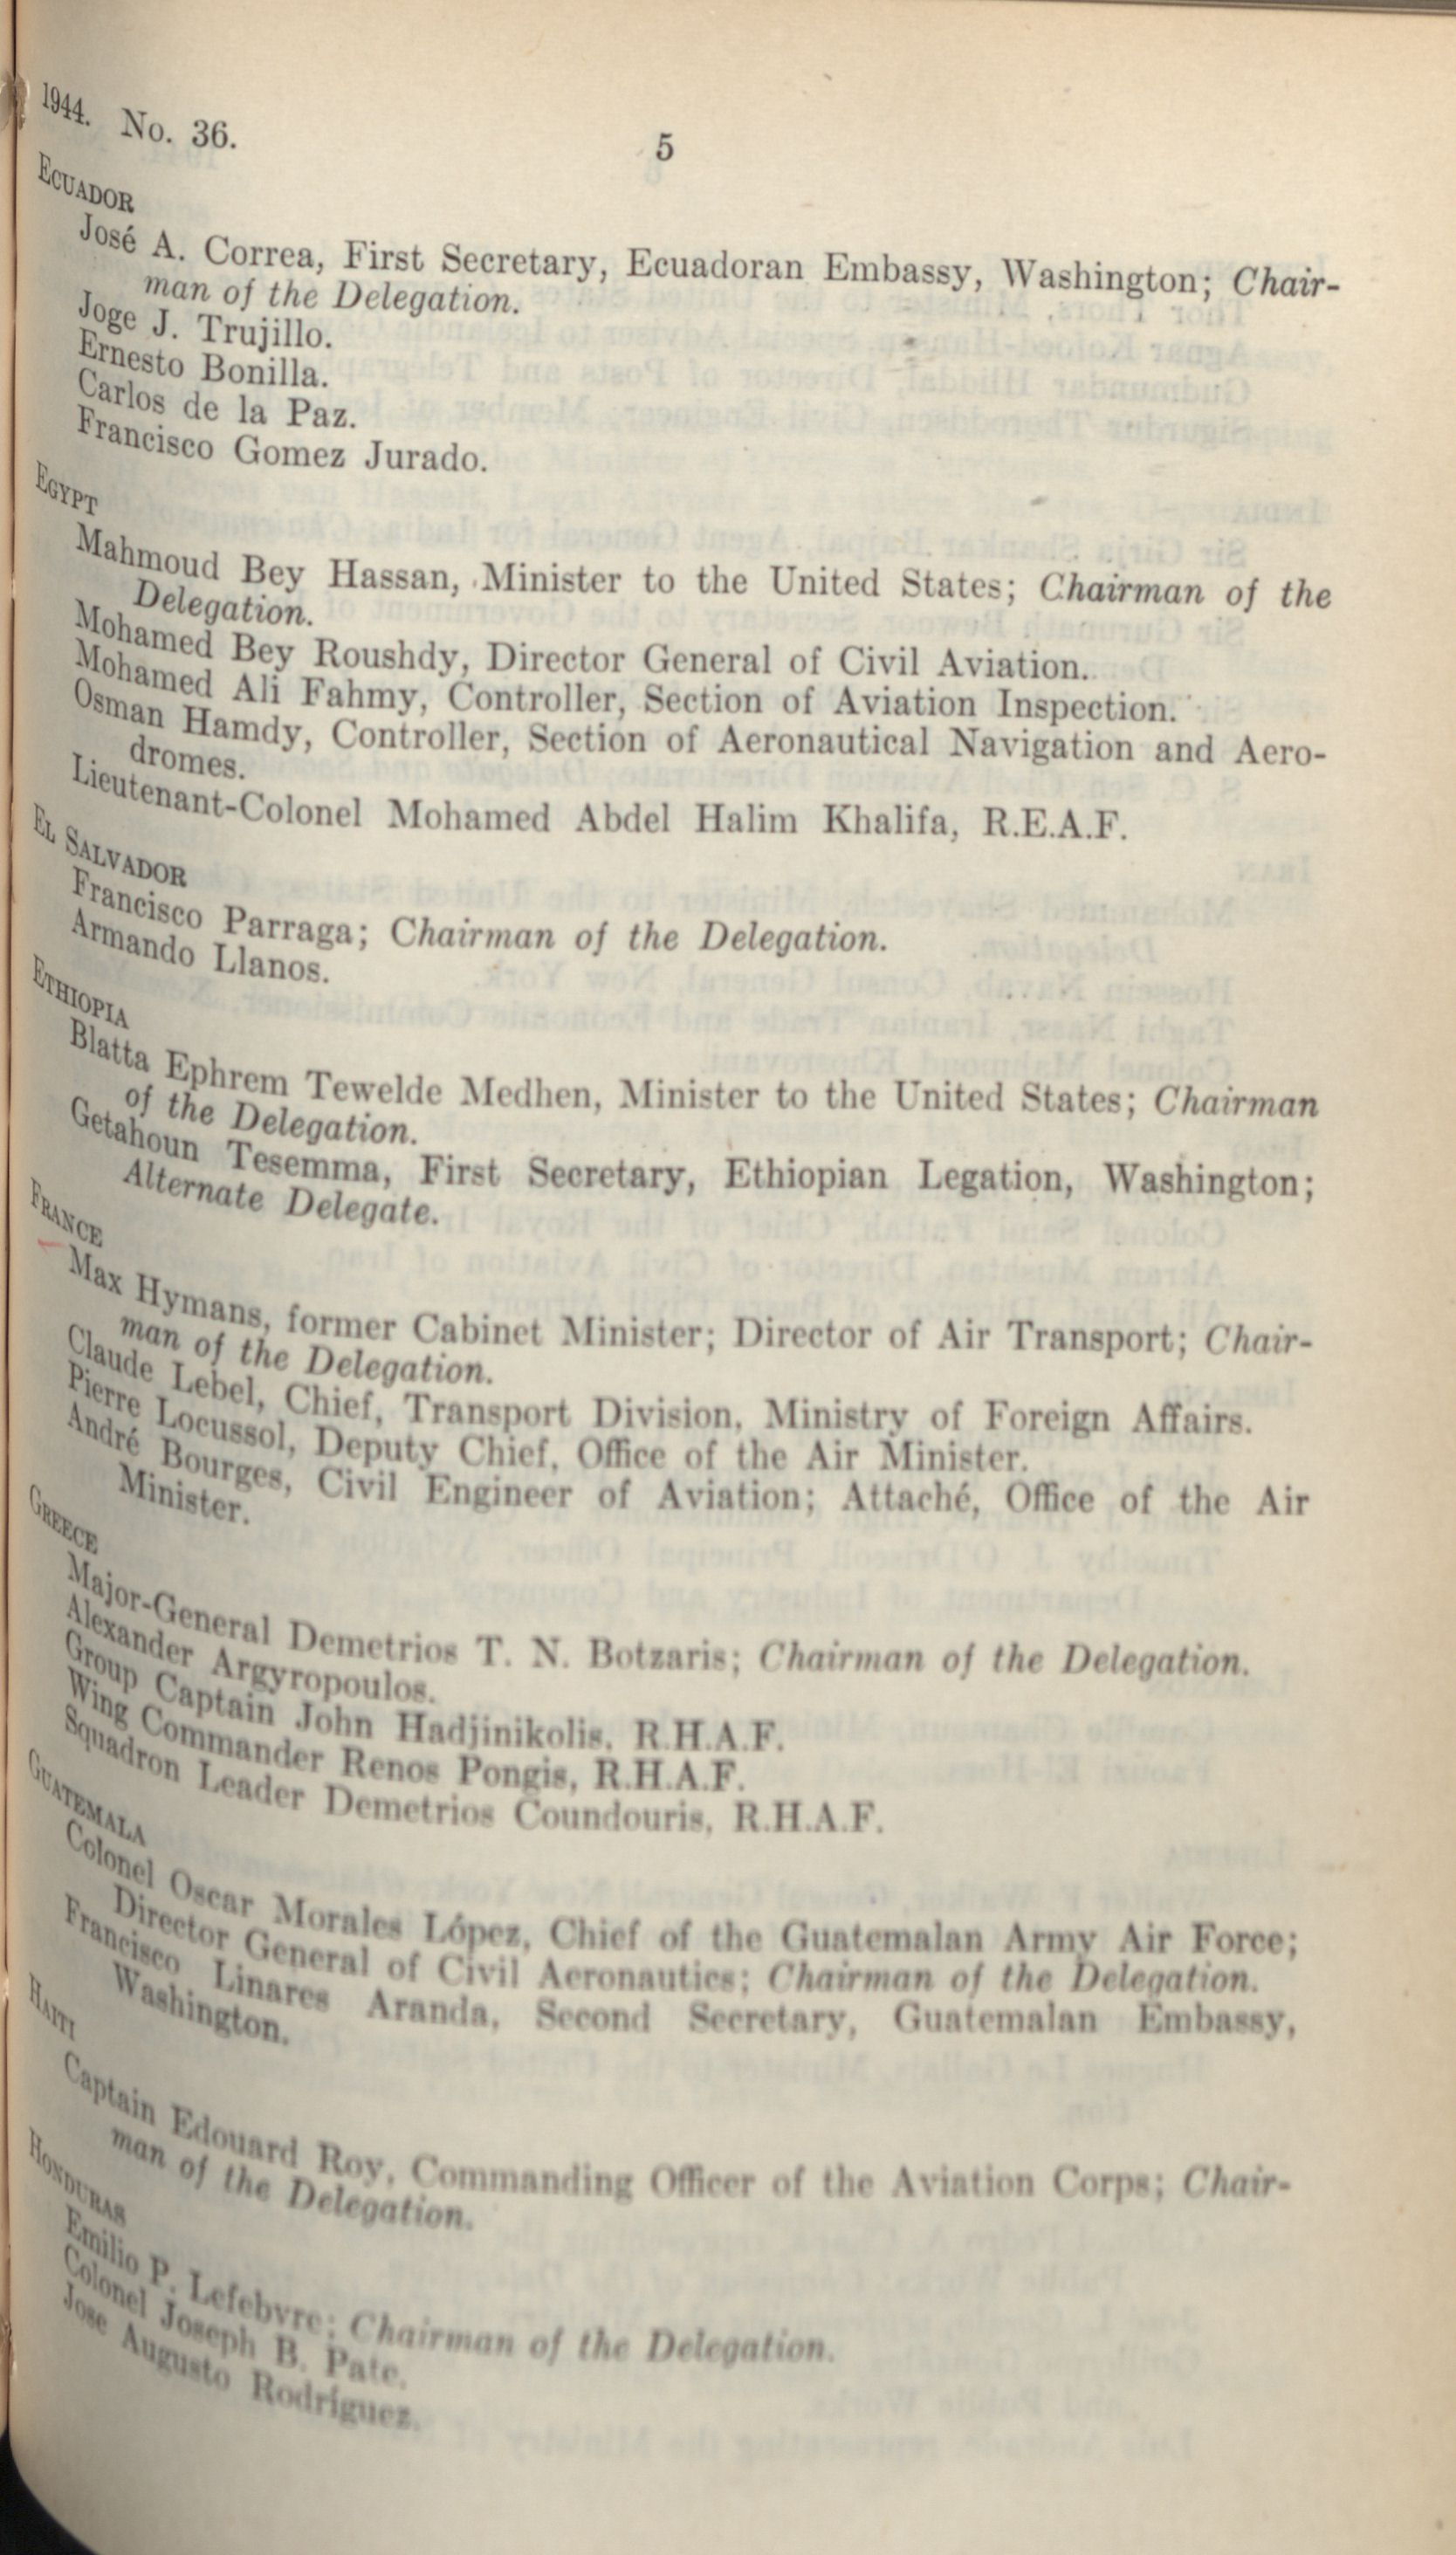 1944. No. 36.
5
ECUADOR
José A. Correa, First Secretary, Ecuadoran Embassy, Washington; Chair-
man of the Delegation.
Joge J. Trujillo.
Ernesto Bonilla.
Carlos de la Paz.
Francisco Gomez Jurado.
EGYPT
Mahmoud Bey Hassan, Minister to the United States; Chairman of the
Delegation.
Mohamed Bey Roushdy, Director General of Civil Aviation.
Mohamed Ali Fahmy, Controller, Section of Aviation Inspection.
Osman Hamdy, Controller, Section of Aeronautical Navigation and Aero-
dromes.
Lieutenant-Colonel Mohamed Abdel Halim Khalifa, R.E.A.F.
EL SALVADOR
Francisco Parraga; Chairman of the Delegation.
Armando Llanos.
ETHIOPIA
Blatta Ephrem Tewelde Medhen, Minister to the United States; Chairman
of the Delegation.
Getahoun Tesemma, First Secretary, Ethiopian Legation, Washington;
Alternate Delegate.
FRANCE
Max Hymans, former Cabinet Minister; Director of Air Transport; Chair-
man of the Delegation.
Claude Lebel, Chief, Transport Division, Ministry of Foreign Affairs.
Pierre Locussol, Deputy Chief, Office of the Air Minister.
André Bourges, Civil Engineer of Aviation; Attaché, Office of the Air
Minister.
GREECE
Major-General Demetrios T. N. Botzaris; Chairman of the Delegation.
Alexander Argyropoulos.
Group Captain John Hadjinikolis, R.H.A.F.
Wing Commander Renos Pongis, R.H.A.F.
Squadron Leader Demetrios Coundouris, R.H.A.F.
GUATEMALA
Colonel Oscar Morales López, Chief of the Guatemalan Army Air Force;
Director General of Civil Aeronautics; Chairman of the Delegation.
Francisco Linares Aranda, Second Secretary, Guatemalan Embassy,
Washington.
HAITI
Captain Edouard Roy, Commanding Officer of the Aviation Corps; Chair-
man of the Delegation.
HONDURAS
Emilio P. Lefebvre; Chairman of the Delegation.
Colonel Joseph B. Pate.
Jose Augusto Rodríguez.